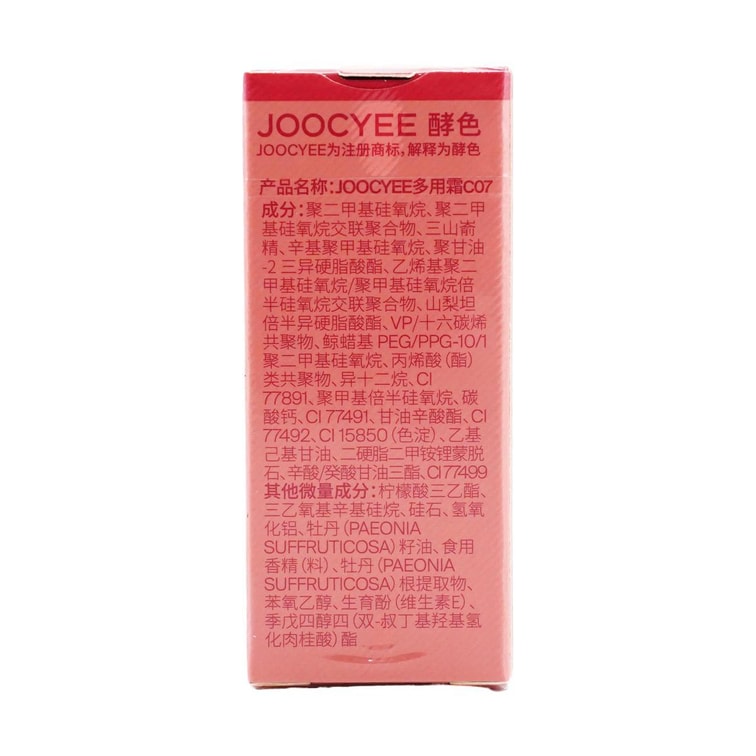 JOOCYEE 酵色
JOOCYEE为注册商标,解释为酵色
产品名称:JOOCYEE多用霜C07
成分:聚二甲基硅氧烷、聚二甲
基硅氧烷交联聚合物、三山嵛
精、辛基聚甲基硅氧烷、聚甘油
-2 三异硬脂酸酯、乙烯基聚二
甲基硅氧烷/聚甲基硅氧烷倍
半硅氧烷交联聚合物、山梨坦
倍半异硬脂酸酯、VP/十六碳烯
共聚物、鲸蜡基 PEG/PPG-10/1
聚二甲基硅氧烷、丙烯酸(酯)
类共聚物、异十二烷、CI
77891、聚甲基倍半硅氧烷、碳
酸钙、CI 77491、甘油辛酸酯、CI
77492、CI 15850(色淀)、乙基
己基甘油、二硬脂二甲铵锂蒙脱
石、辛酸/癸酸甘油三酯、CI 77499
其他微量成分:柠檬酸三乙酯、
三乙氧基辛基硅烷、硅石、氢氧
化铝、牡丹(PAEONIA
SUFFRUTICOSA)籽油、食用
香精(料)、牡丹(PAEONIA
SUFFRUTICOSA)根提取物、
苯氧乙醇、生育酚(维生素E)、
季戊四醇四(双-叔丁基羟基氢
化肉桂酸)酯